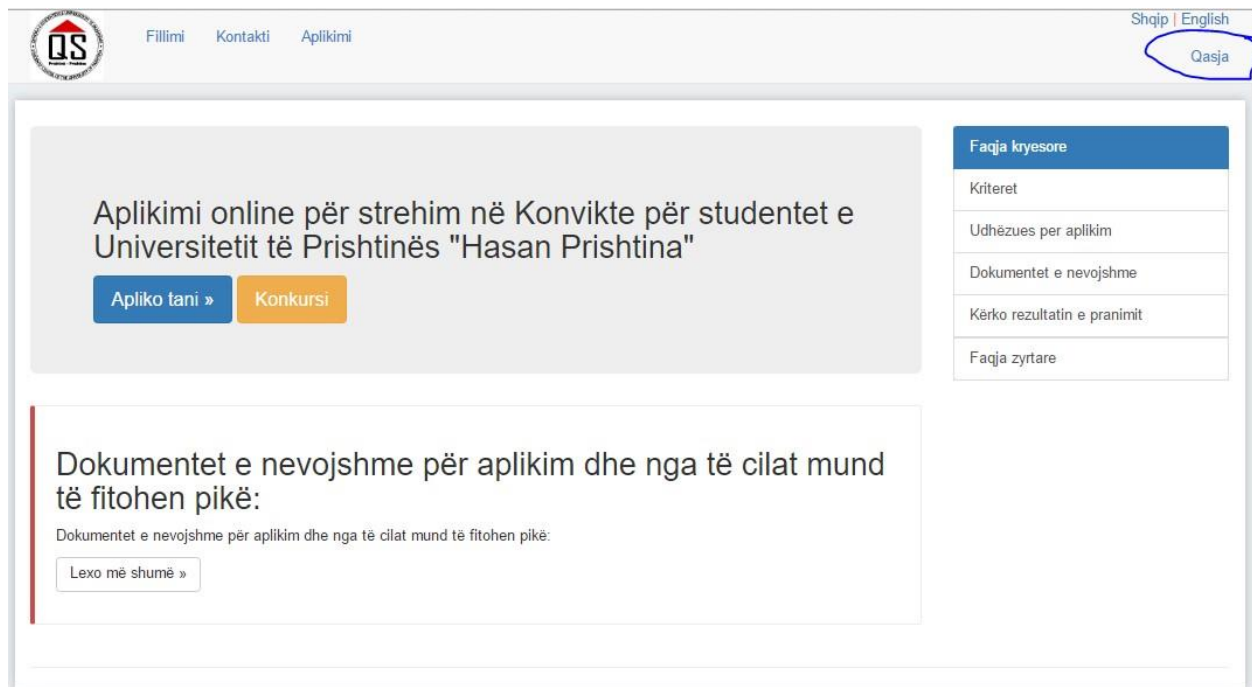 Shqip | English
QS
Fillimi Kontakti Aplikimi
Qasja
Aplikimi online për strehim në Konvikte për studentet e
Universitetit të Prishtinës "Hasan Prishtina"
Apliko tani »
Konkursi
Faqja kryesore
Kriteret
Udhëzues per aplikim
Dokumentet e nevojshme
Kërko rezultatin e pranimit
Faqja zyrtare
Dokumentet e nevojshme për aplikim dhe nga të cilat mund
të fitohen pikë:
Dokumentet e nevojshme për aplikim dhe nga të cilat mund të fitohen pikë:
Lexo më shumë »